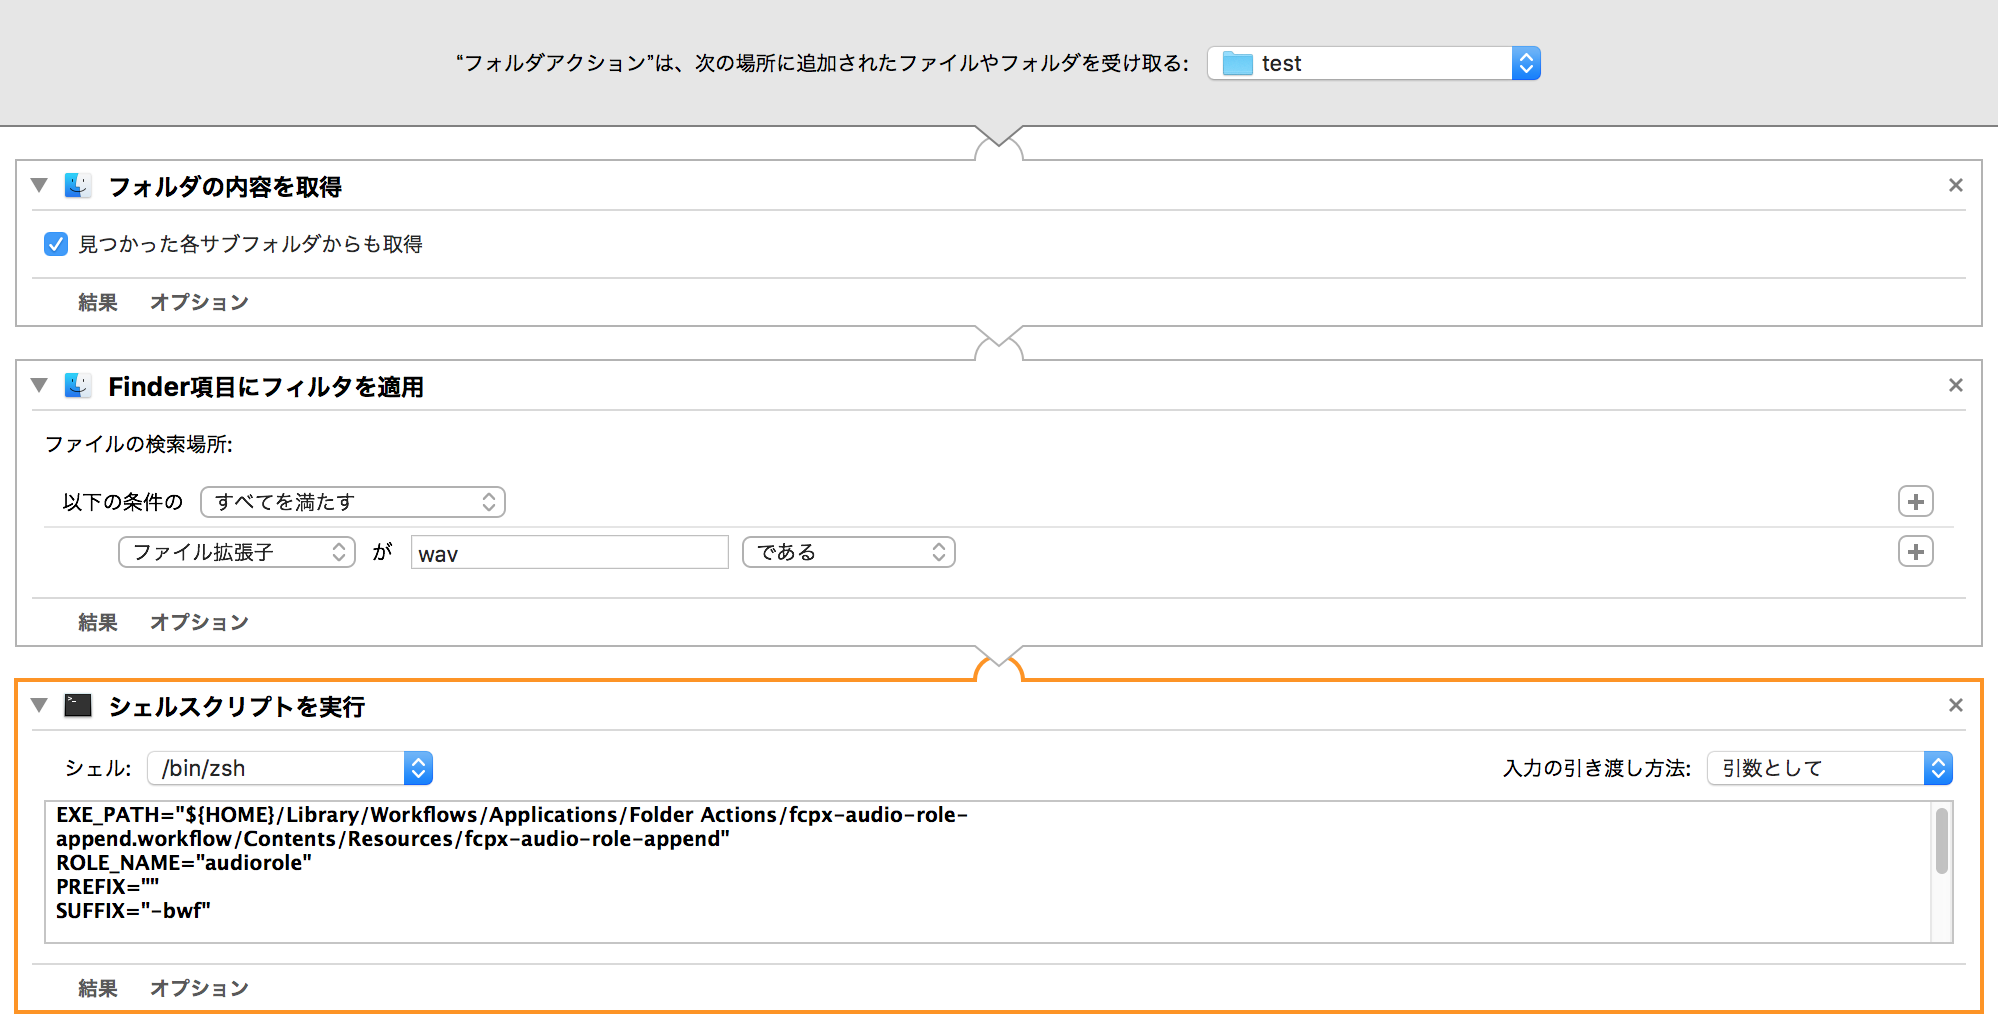 “フォルダアクション”は、次の場所に追加されたファイルやフォルダを受け取る: test
フォルダの内容を取得
見つかった各サブフォルダからも取得
結果 オプション
Finder項目にフィルタを適用
ファイルの検索場所:
以下の条件の すべてを満たす
ファイル拡張子 が wav である
結果 オプション
シェルスクリプトを実行
シェル: /bin/zsh 入力の引き渡し方法: 引数として
EXE_PATH="${HOME}/Library/Workflows/Applications/Folder Actions/fcpx-audio-role-
append.workflow/Contents/Resources/fcpx-audio-role-append"
ROLE_NAME="audiorole"
PREFIX=""
SUFFIX="-bwf"
結果 オプション